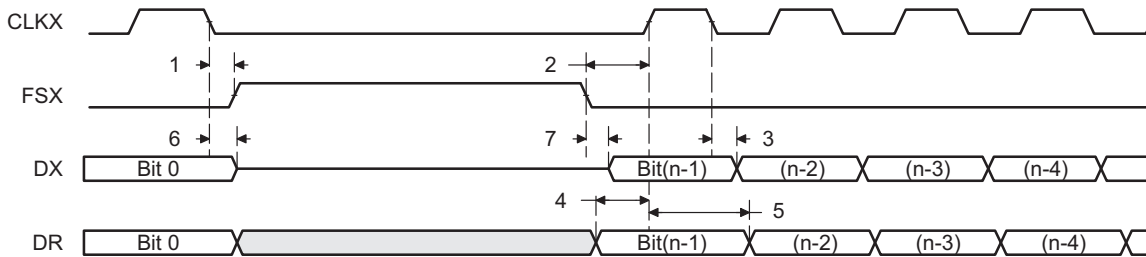 CLKX
1 2
FSX
6 7 3
DX Bit 0 Bit(n-1) (n-2) (n-3) (n-4)
4 5
DR Bit 0 Bit(n-1) (n-2) (n-3) (n-4)